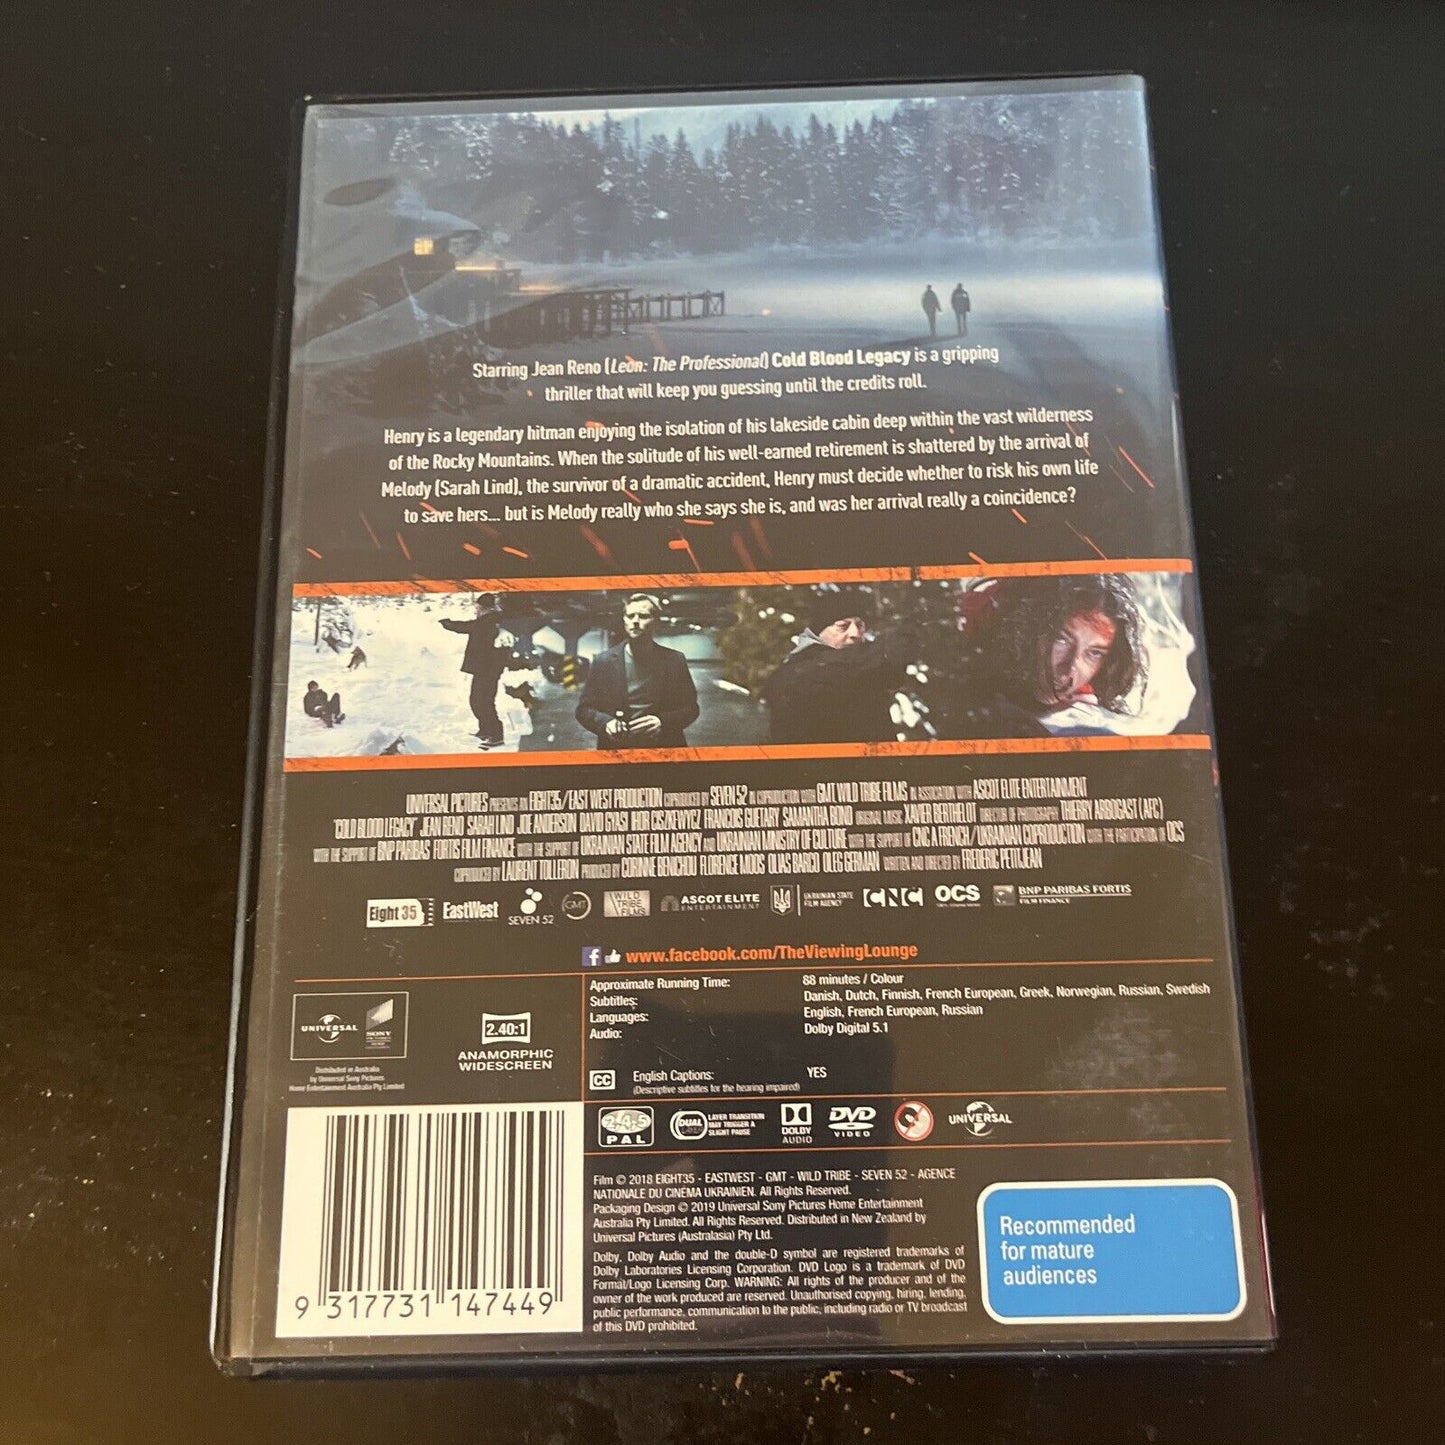 Starring Jean Reno (Leon: The Professional) Cold Blood Legacy is a gripping
thriller that will keep you guessing until the credits roll.
Henry is a legendary hitman enjoying the isolation of his lakeside cabin deep within the vast wilderness
of the Rocky Mountains. When the solitude of his well-earned retirement is shattered by the arrival of
Melody (Sarah Lind), the survivor of a dramatic accident, Henry must decide whether to risk his own life
to save hers... but is Melody really who she says she is, and was her arrival really a coincidence?
UNIVERSAL PICTURES PRESENTS AN EIGHT35/EAST WEST PRODUCTION COPRODUCED BY SEVEN 52 IN COPRODUCTION WITH GMT, WILD TRIBE FILMS IN ASSOCIATION WITH ASCOT ELITE ENTERTAINMENT
"COLD BLOOD LEGACY" JEAN RENO SARAH LIND JOE ANDERSON DAVID GYASI IHOR CISZKEWYCZ FRANCOIS GUETARY SAMANTHA BOND ORIGINAL MUSIC XAVIER BERTHELOT DIRECTOR OF PHOTOGRAPHY THIERRY ARBOGAST (AFC)
WITH THE SUPPORT OF BNP PARIBAS FORTIS FILM FINANCE WITH THE SUPPORT OF UKRAINIAN STATE FILM AGENCY AND UKRAINIAN MINISTRY OF CULTURE WITH THE SUPPORT OF CNC A FRENCH/UKRAINIAN COPRODUCTION WITH THE PARTICIPATION OF OCS
COPRODUCED BY LAURENT TOLLERON PRODUCED BY CORINNE BENICHOU FLORENCE MOOS OLIAS BARCO OLEG GERMAN WRITTEN AND DIRECTED BY FREDERIC PETITJEAN
Eight 35 EastWest SEVEN 52 GMT WILD TRIBE FILMS ASCOT ELITE ENTERTAINMENT UKRAINIAN STATE FILM AGENCY CNC OCS BNP PARIBAS FORTIS FILM FINANCE
f www.facebook.com/TheViewingLounge
Approximate Running Time: 88 minutes / Colour
Subtitles: Danish, Dutch, Finnish, French European, Greek, Norwegian, Russian, Swedish
Languages: English, French European, Russian
Audio: Dolby Digital 5.1
CC English Captions: YES
(Descriptive subtitles for the hearing impaired)
UNIVERSAL SONY
Distributed in Australia
by Universal Sony Pictures
Home Entertainment Australia Pty Limited
2.40:1
ANAMORPHIC
WIDESCREEN
2,4,5 PAL
DUAL LAYER TRANSITION
MAY TRIGGER A
SLIGHT PAUSE
DOLBY
AUDIO
DVD
VIDEO
UNIVERSAL
Film © 2018 EIGHT35 - EASTWEST - GMT - WILD TRIBE - SEVEN 52 - AGENCE
NATIONALE DU CINEMA UKRAINIEN. All Rights Reserved.
Packaging Design © 2019 Universal Sony Pictures Home Entertainment
Australia Pty Limited. All Rights Reserved. Distributed in New Zealand by
Universal Pictures (Australasia) Pty Ltd.
Dolby, Dolby Audio and the double-D symbol are registered trademarks of
Dolby Laboratories Licensing Corporation. DVD Logo is a trademark of DVD
Format/Logo Licensing Corp. WARNING: All rights of the producer and of the
owner of the work produced are reserved. Unauthorised copying, hiring, lending,
public performance, communication to the public, including radio or TV broadcast
of this DVD prohibited.
Recommended
for mature
audiences
9 317731 147449